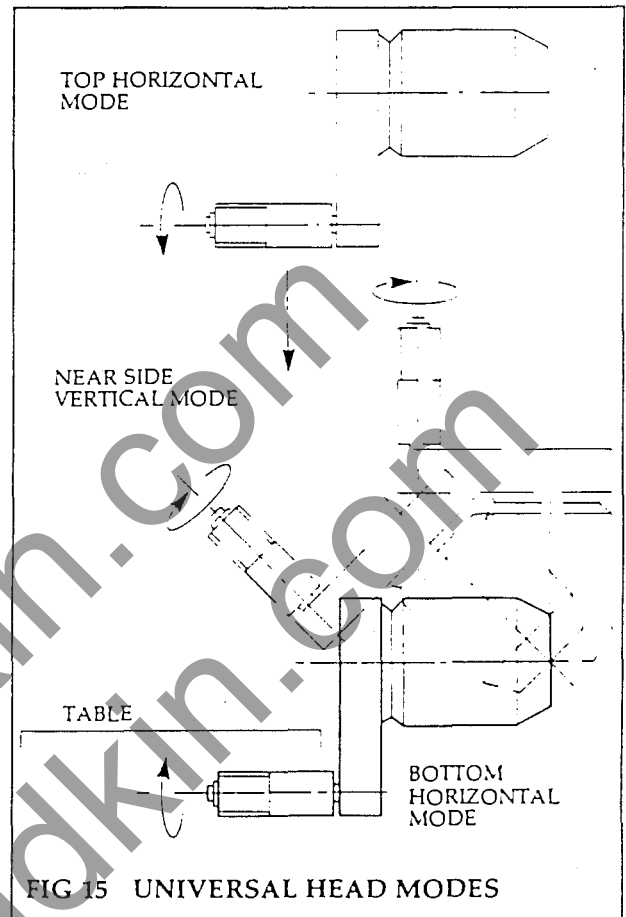 TOP HORIZONTAL
MODE
NEAR SIDE
VERTICAL MODE
TABLE
BOTTOM
HORIZONTAL
MODE
FIG 15 UNIVERSAL HEAD MODES